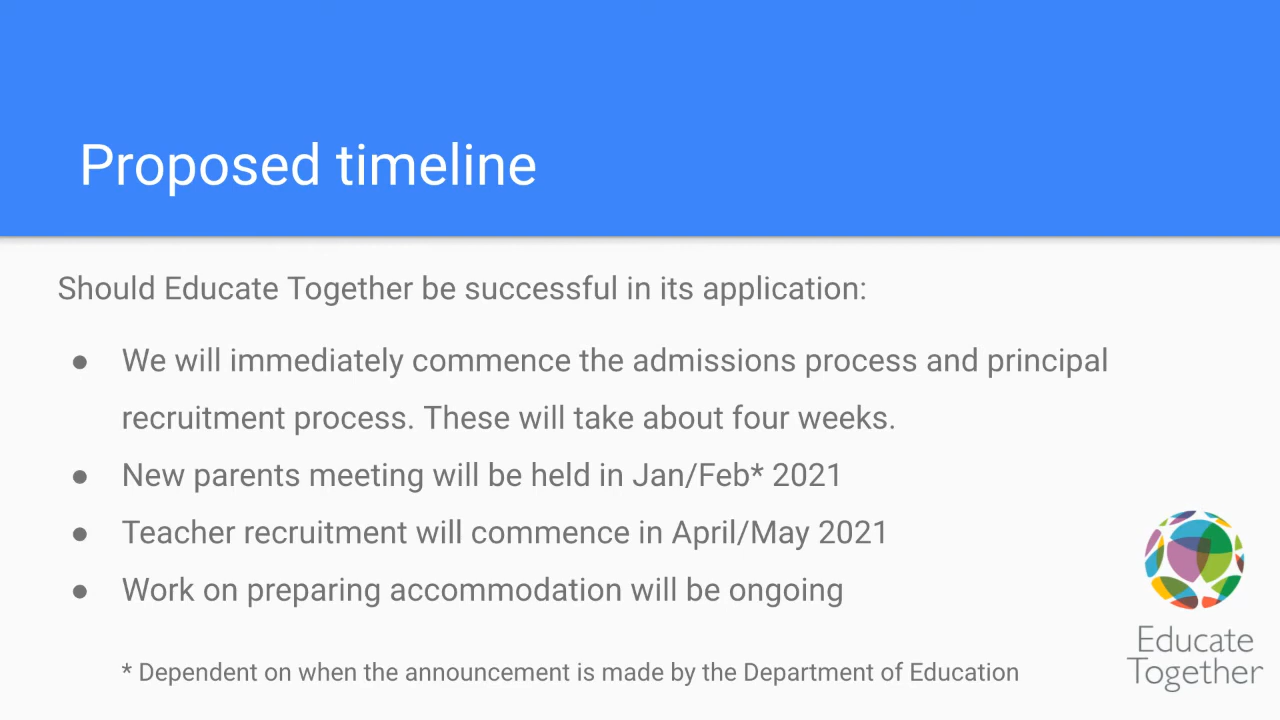 Proposed timeline
Should Educate Together be successful in its application:
● We will immediately commence the admissions process and principal
recruitment process. These will take about four weeks.
● New parents meeting will be held in Jan/Feb* 2021
● Teacher recruitment will commence in April/May 2021
● Work on preparing accommodation will be ongoing
* Dependent on when the announcement is made by the Department of Education
Educate
Together